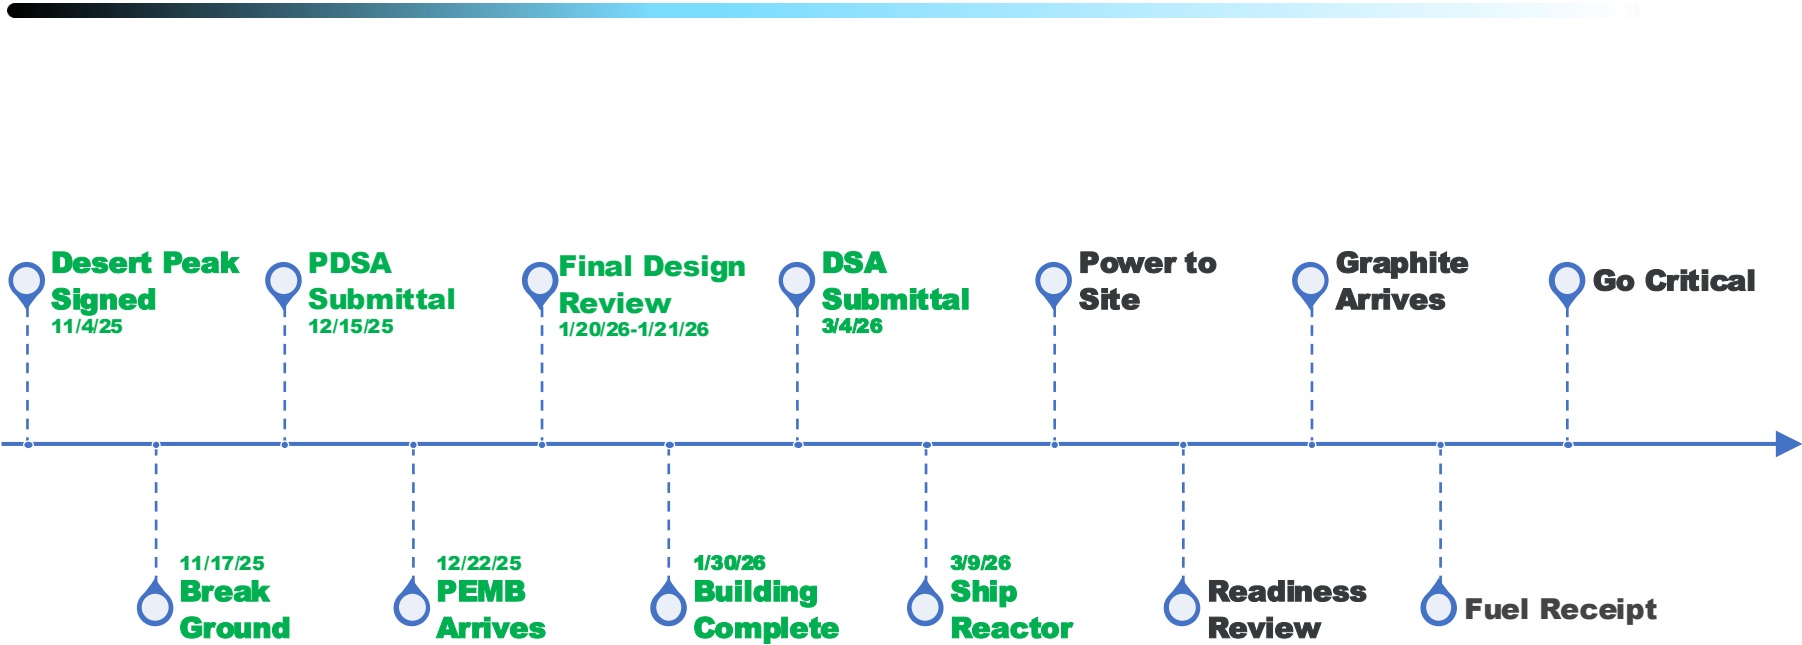 Desert Peak
Signed
11/4/25
PDSA
Submittal
12/15/25
Final Design
Review
1/20/26-1/21/26
DSA
Submittal
3/4/26
Power to
Site
Graphite
Arrives
Go Critical
11/17/25
Break
Ground
12/22/25
PEMB
Arrives
1/30/26
Building
Complete
3/9/26
Ship
Reactor
Readiness
Review
Fuel Receipt